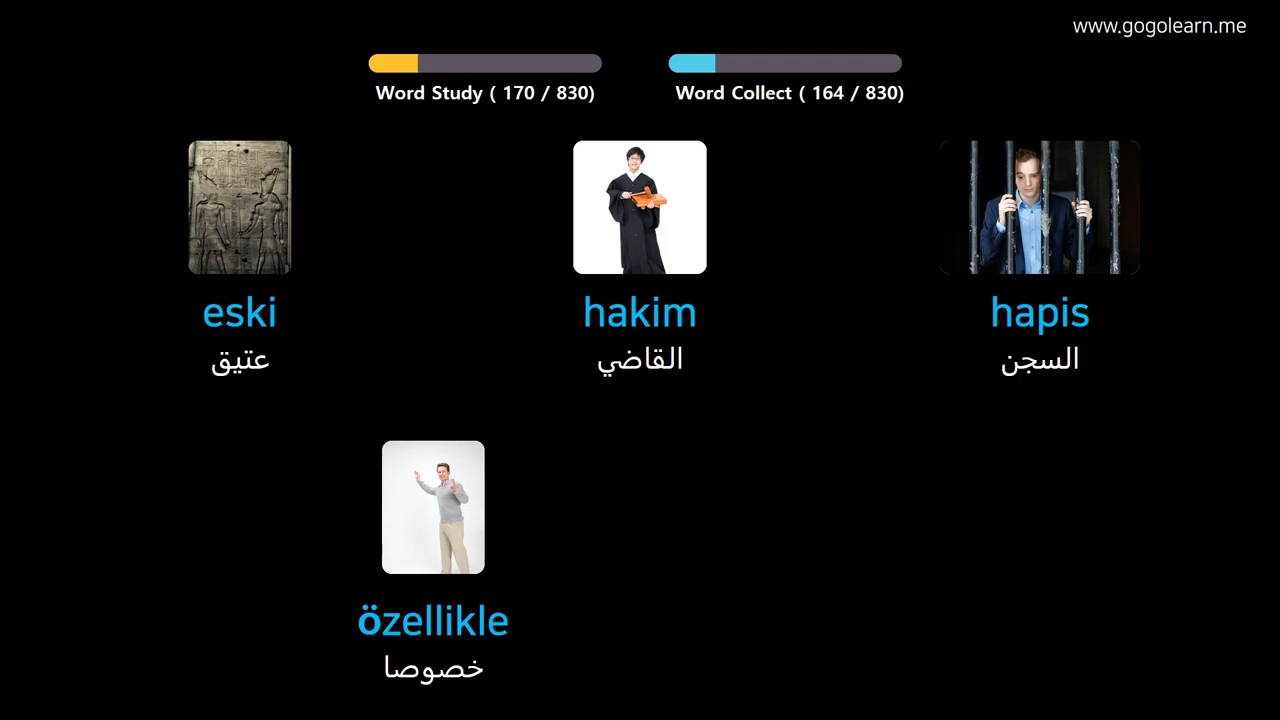 www.gogolearn.me
Word Study ( 170 / 830)
Word Collect ( 164 / 830)
eski
hakim
hapis
عتيق
القاضي
السجن
özellikle
خصوصا